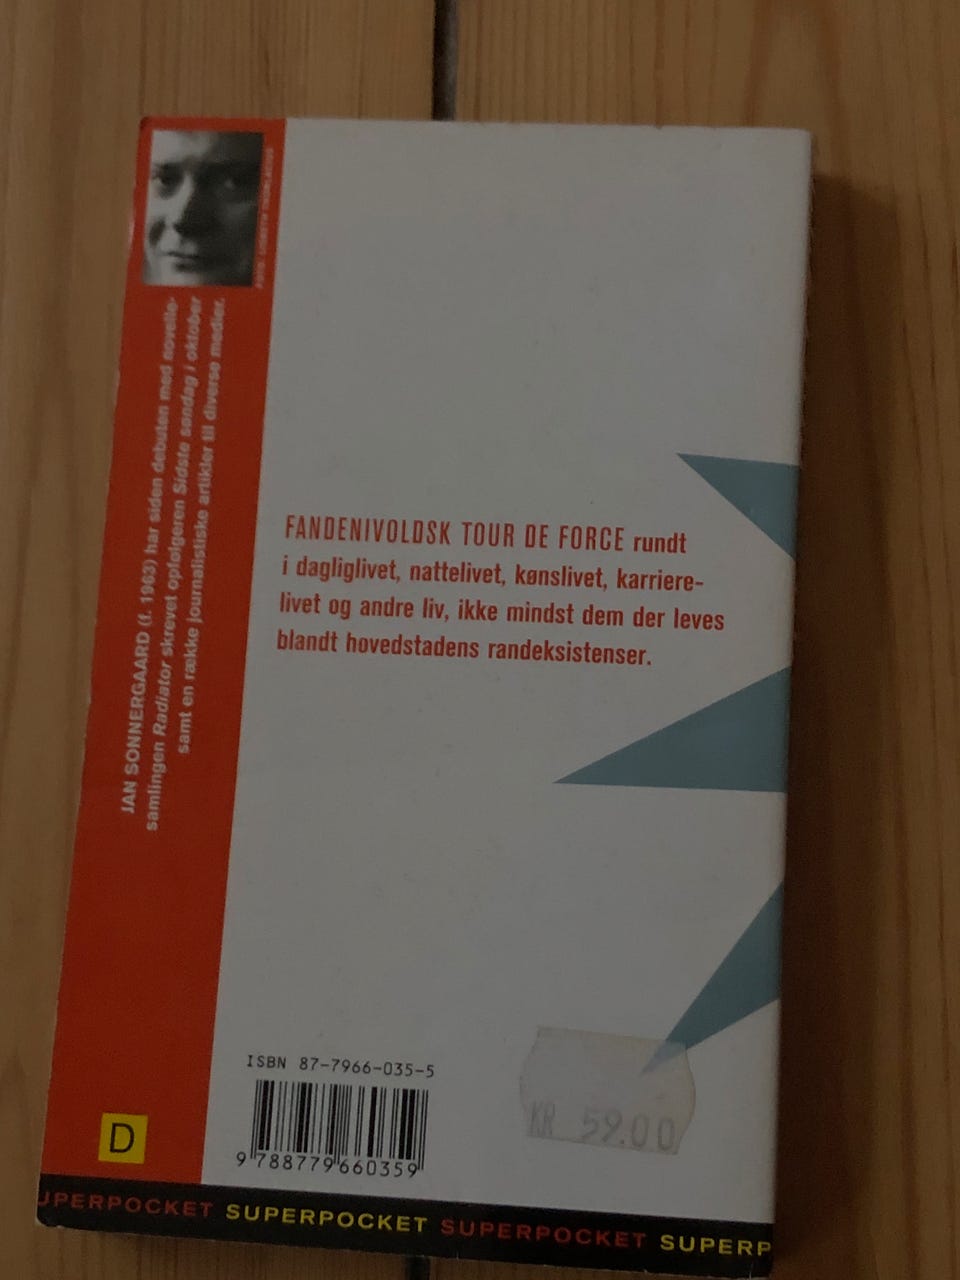 JAN SONNERGAARD (f. 1963) har siden debuten med novelle-
samlingen Radiator skrevet opfølgeren Sidste søndag i oktober
samt en række journalistiske artikler til diverse medier.
FANDENIVOLDSK TOUR DE FORCE rundt
i dagliglivet, nattelivet, kønslivet, karriere-
livet og andre liv, ikke mindst dem der leves
blandt hovedstadens randeksistenser.
ISBN 87-7966-035-5
9 788779 660359
KR 59.00
D
UPERPOCKET SUPERPOCKET SUPERPOCKET SUPERP